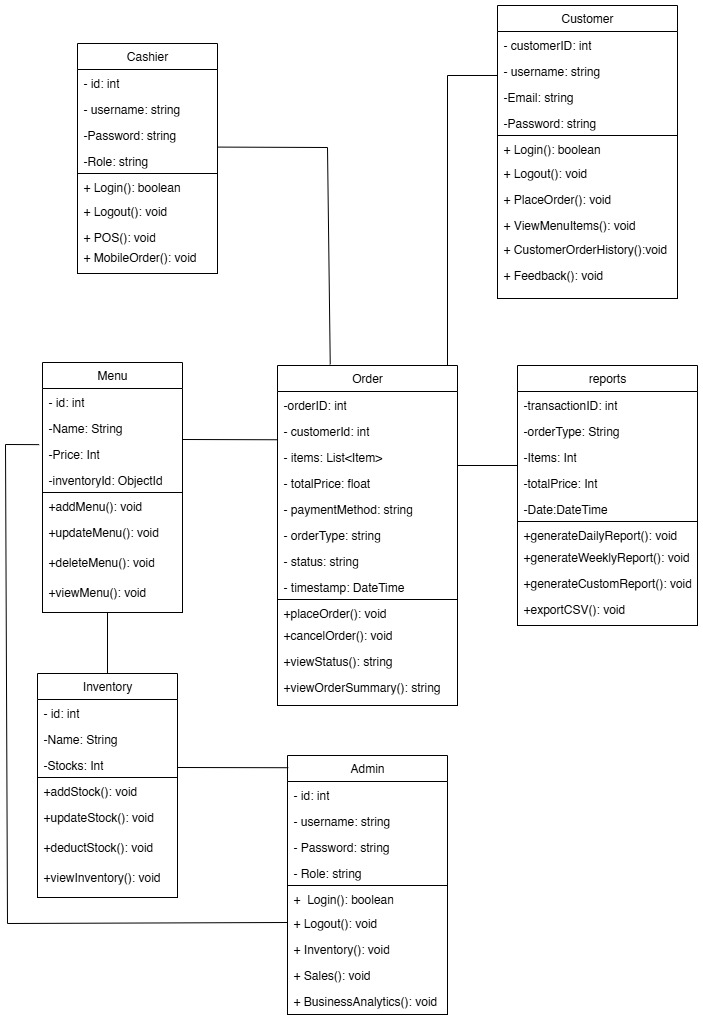 Customer
- customerID: int
- username: string
-Email: string
-Password: string
+ Login(): boolean
+ Logout(): void
+ PlaceOrder(): void
+ ViewMenuItems(): void
+ CustomerOrderHistory():void
+ Feedback(): void
Cashier
- id: int
- username: string
-Password: string
-Role: string
+ Login(): boolean
+ Logout(): void
+ POS(): void
+ MobileOrder(): void
Menu
- id: int
-Name: String
-Price: Int
-inventoryId: ObjectId
+addMenu(): void
+updateMenu(): void
+deleteMenu(): void
+viewMenu(): void
Order
-orderID: int
- customerId: int
- items: List<Item>
- totalPrice: float
- paymentMethod: string
- orderType: string
- status: string
- timestamp: DateTime
+placeOrder(): void
+cancelOrder(): void
+viewStatus(): string
+viewOrderSummary(): string
reports
-transactionID: int
-orderType: String
-Items: Int
-totalPrice: Int
-Date:DateTime
+generateDailyReport(): void
+generateWeeklyReport(): void
+generateCustomReport(): void
+exportCSV(): void
Inventory
- id: int
-Name: String
-Stocks: Int
+addStock(): void
+updateStock(): void
+deductStock(): void
+viewInventory(): void
Admin
- id: int
- username: string
- Password: string
- Role: string
+  Login(): boolean
+ Logout(): void
+ Inventory(): void
+ Sales(): void
+ BusinessAnalytics(): void